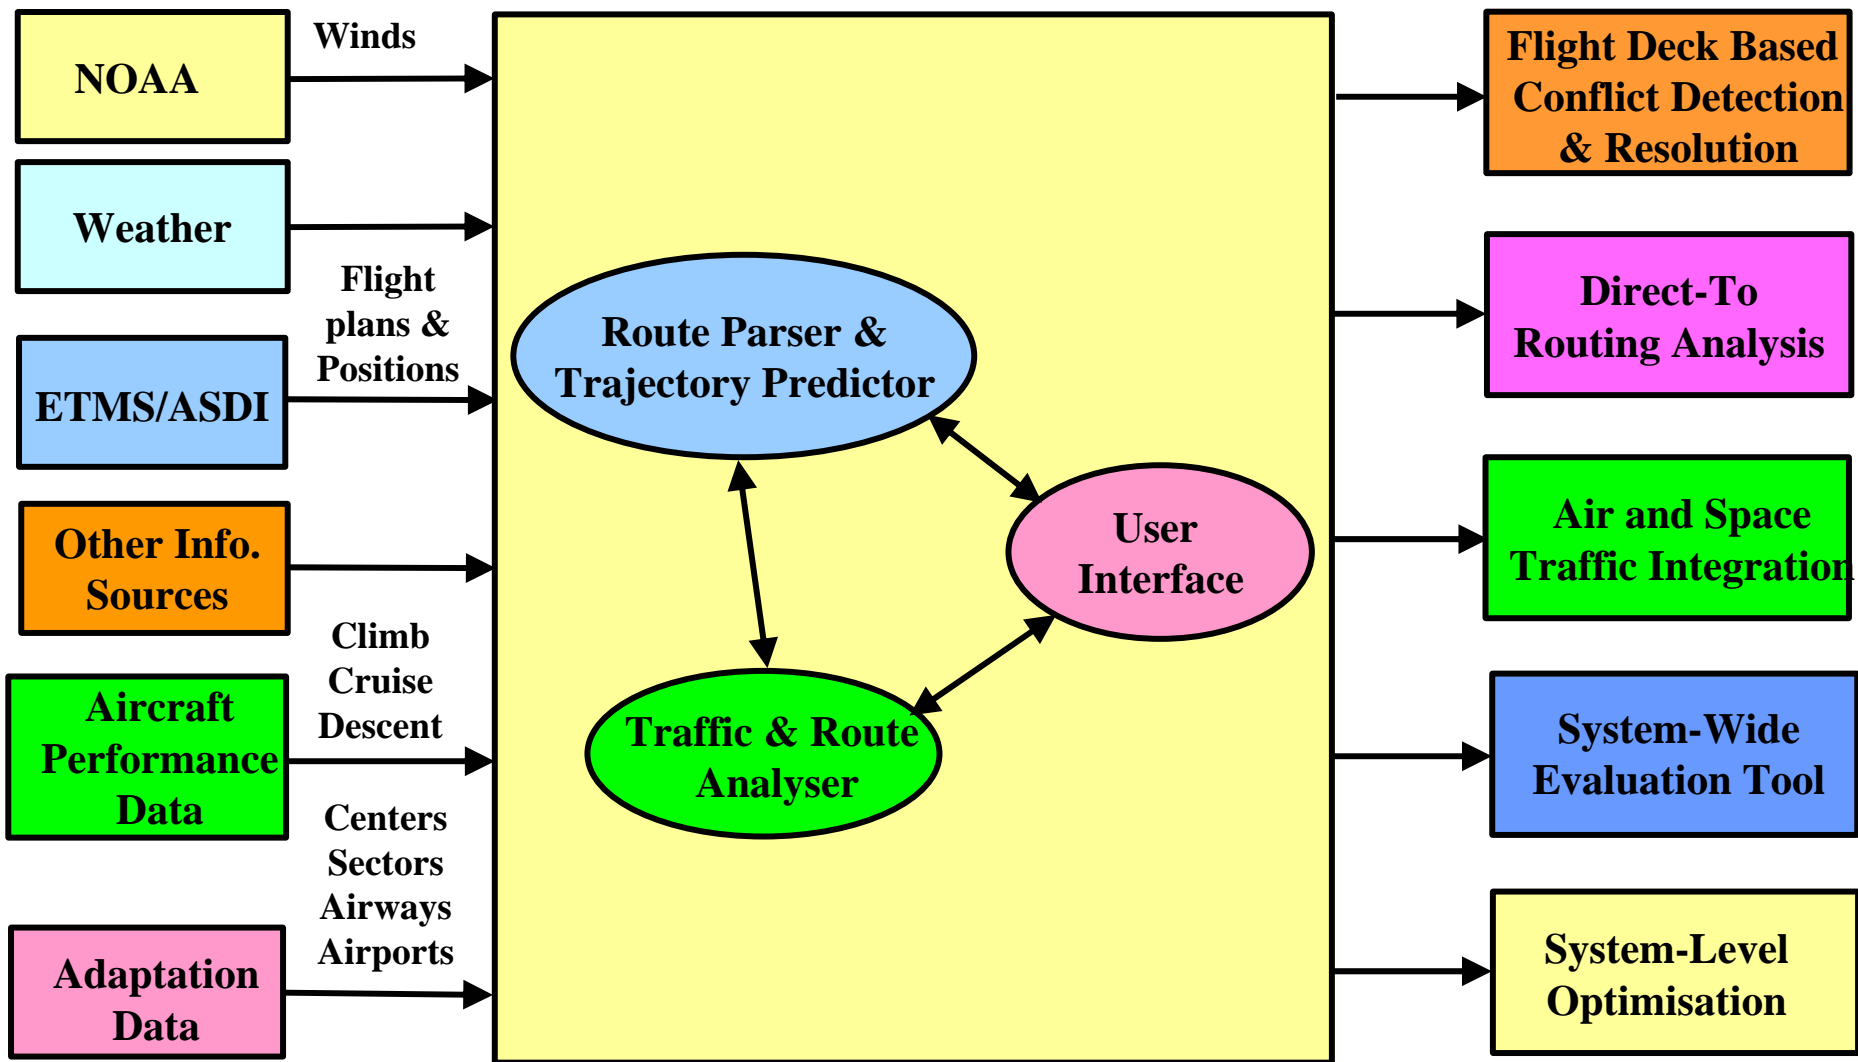 NOAA
Winds
Weather
Flight
plans &
Positions
ETMS/ASDI
Other Info.
Sources
Climb
Cruise
Descent
Aircraft
Performance
Data
Centers
Sectors
Airways
Airports
Adaptation
Data
Route Parser &
Trajectory Predictor
User
Interface
Traffic & Route
Analyser
Flight Deck Based
Conflict Detection
& Resolution
Direct-To
Routing Analysis
Air and Space
Traffic Integration
System-Wide
Evaluation Tool
System-Level
Optimisation